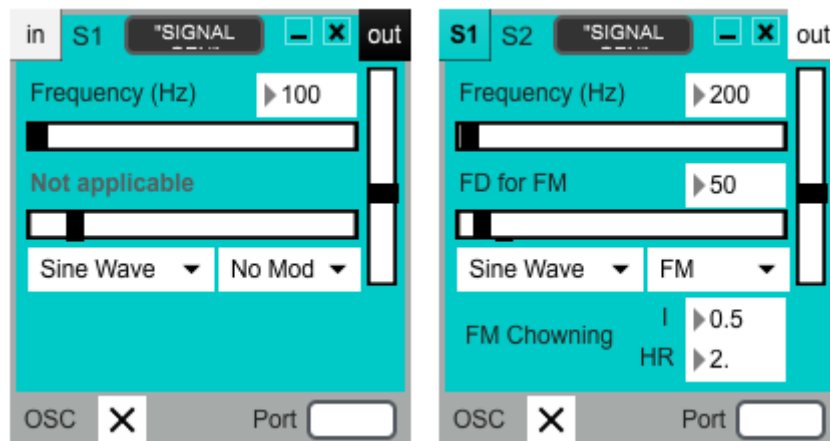 in S1 "SIGNAL out
Frequency (Hz) 100
Not applicable
Sine Wave No Mod
OSC Port
S1 S2 "SIGNAL out
Frequency (Hz) 200
FD for FM 50
Sine Wave FM
FM Chowning I 0.5
HR 2.
OSC Port